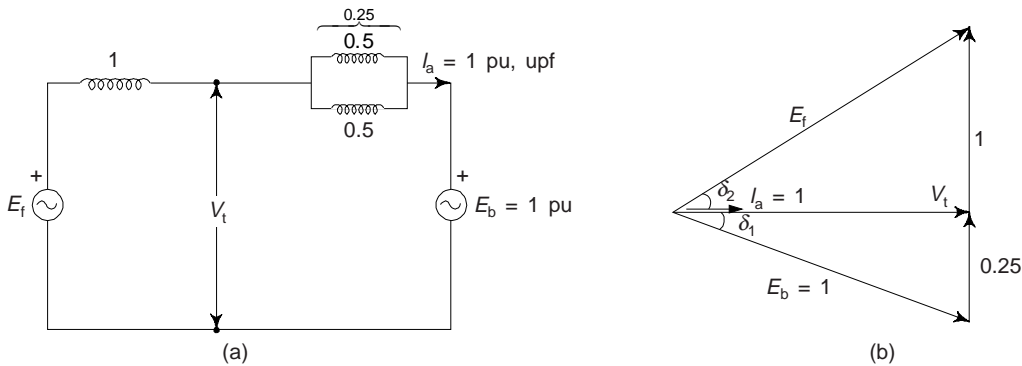 0.25
1
0.5
I_a = 1 pu, upf
0.5
+
+
E_f
V_t
E_b = 1 pu
(a)
E_f
1
δ_2
I_a = 1
V_t
δ_1
0.25
E_b = 1
(b)